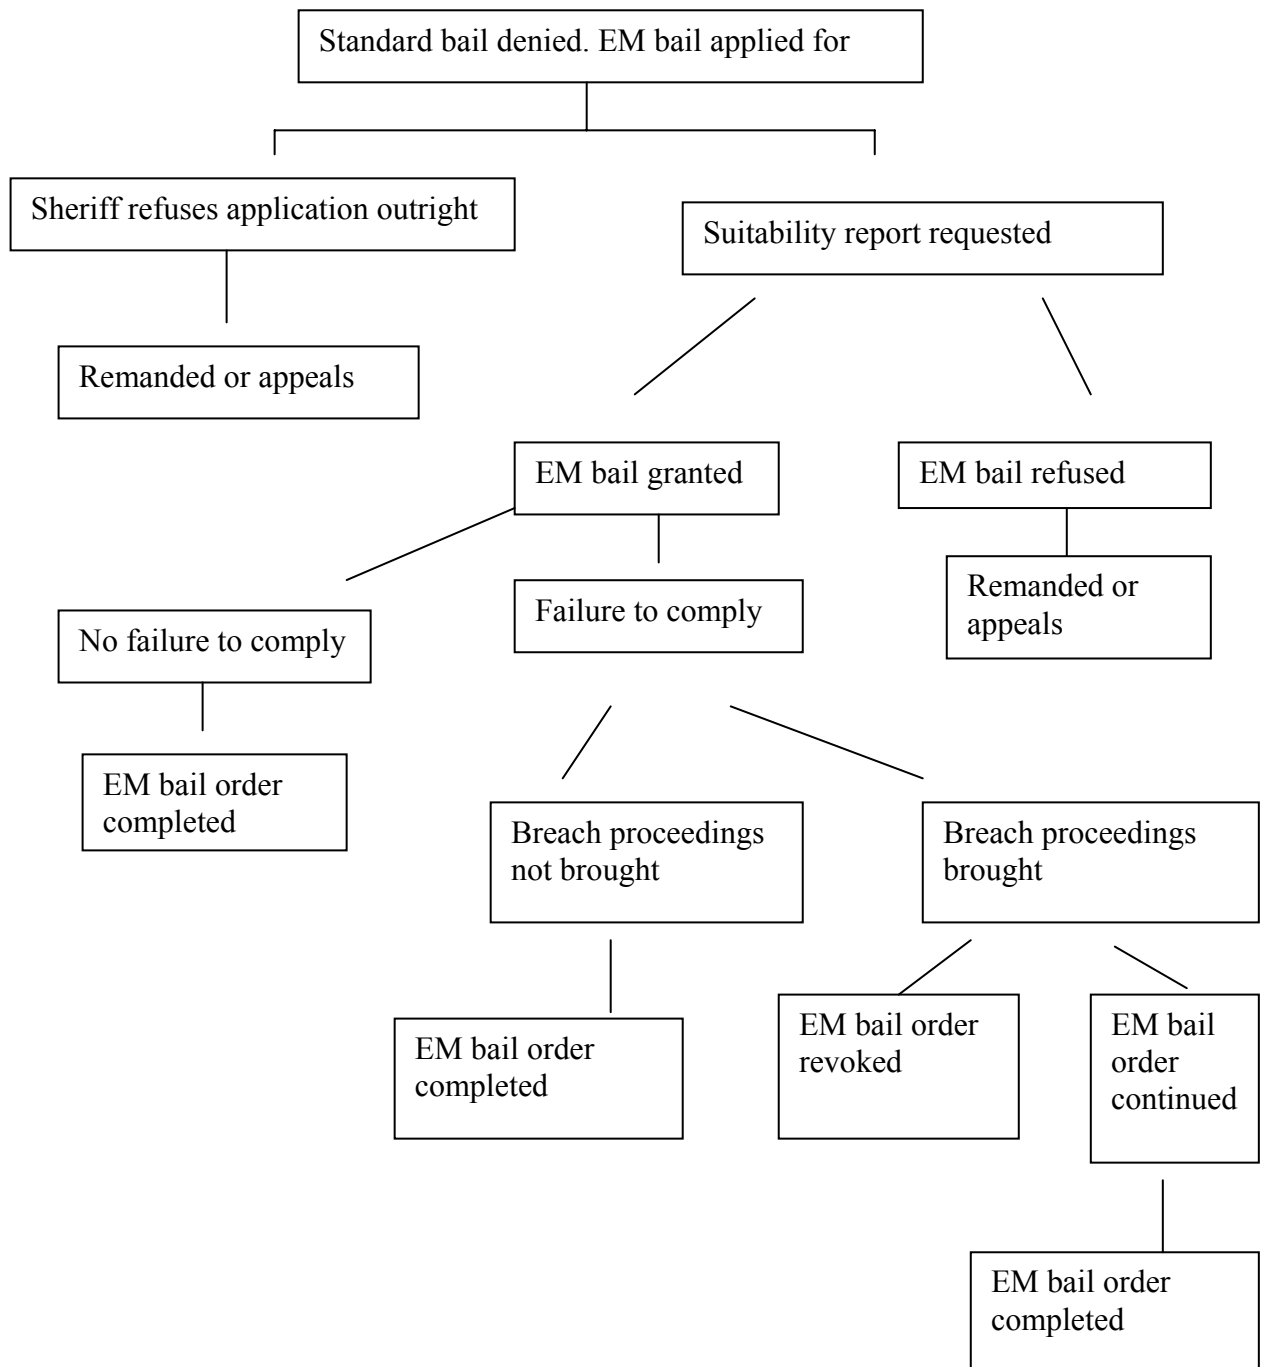 Standard bail denied. EM bail applied for
Sheriff refuses application outright
Suitability report requested
Remanded or appeals
EM bail granted
EM bail refused
Remanded or
appeals
Failure to comply
No failure to comply
EM bail order
completed
Breach proceedings
not brought
Breach proceedings
brought
EM bail order
completed
EM bail order
revoked
EM bail
order
continued
EM bail order
completed